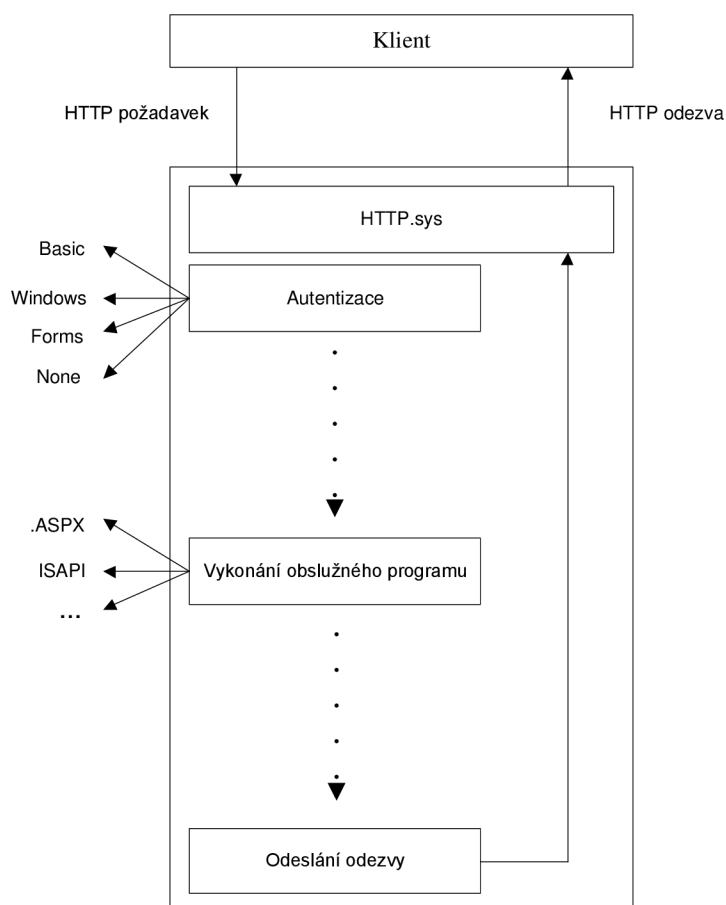 Klient
HTTP požadavek
HTTP odezva
HTTP.sys
Basic
Windows
Forms
None
Autentizace
.ASPX
ISAPI
...
Vykonání obslužného programu
Odeslání odezvy